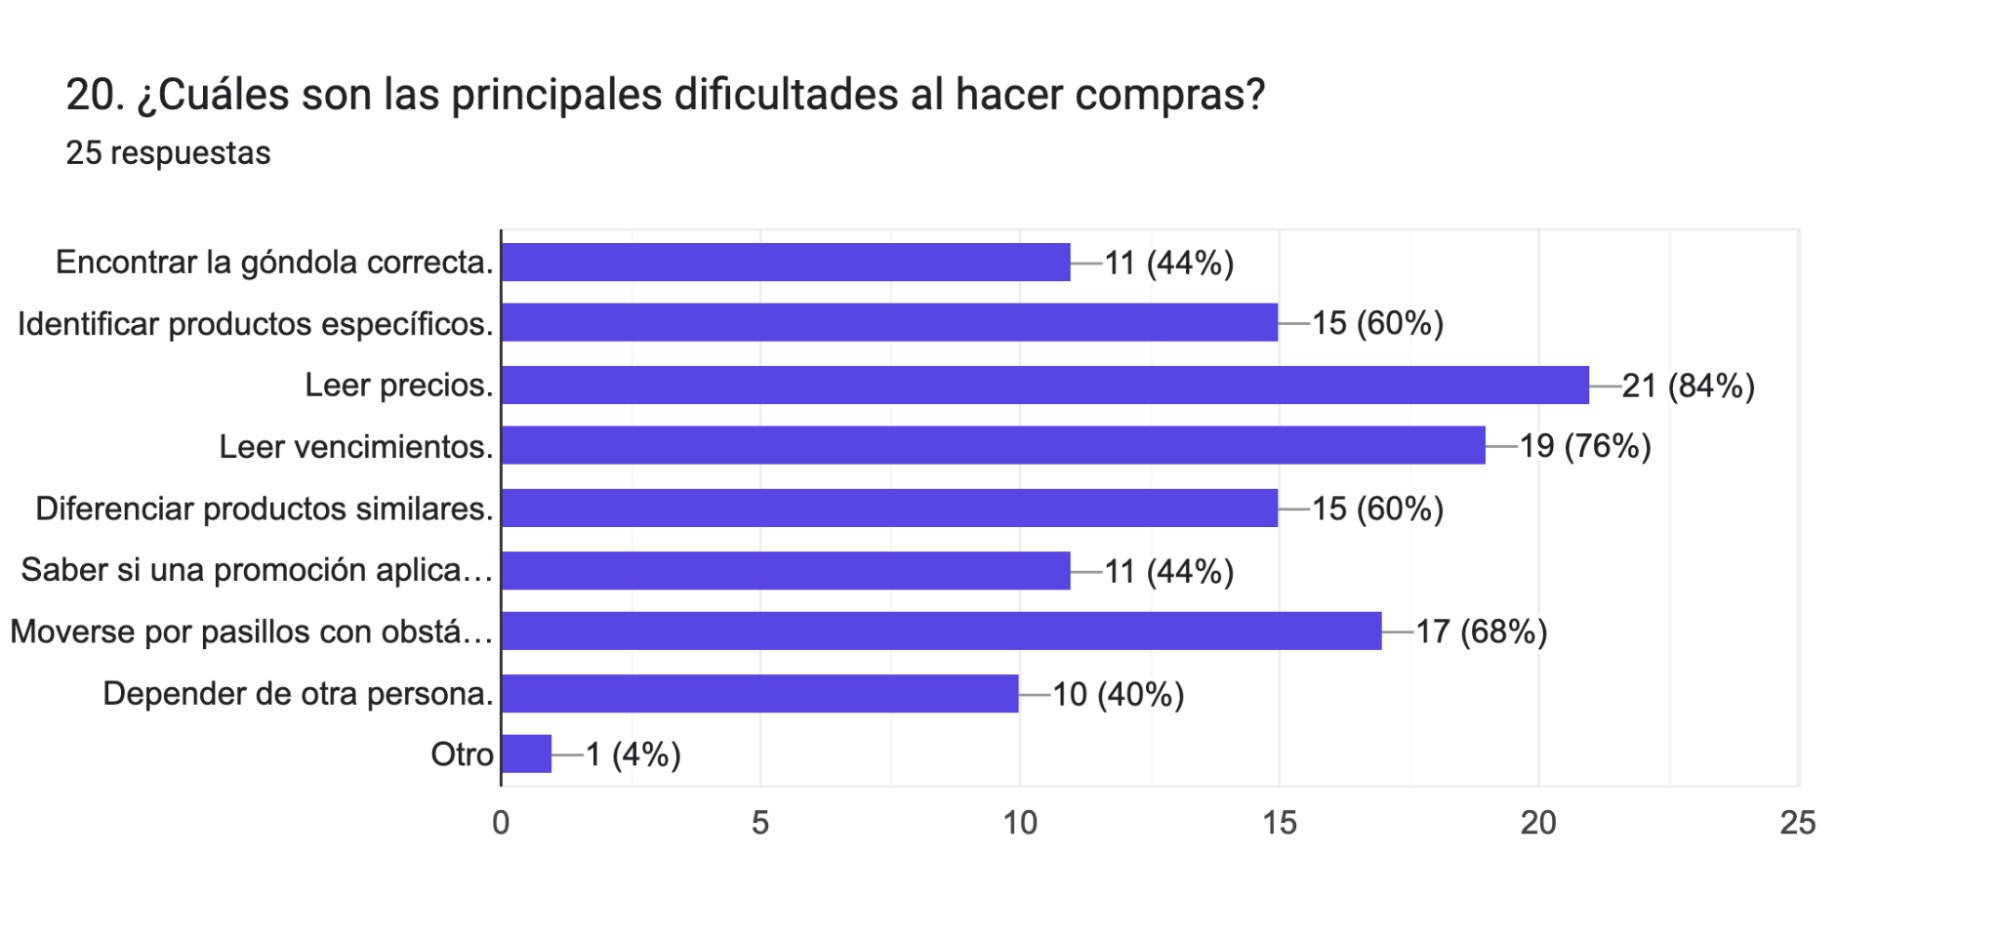 20. ¿Cuáles son las principales dificultades al hacer compras?
25 respuestas
Encontrar la góndola correcta. 11 (44%)
Identificar productos específicos. 15 (60%)
Leer precios. 21 (84%)
Leer vencimientos. 19 (76%)
Diferenciar productos similares. 15 (60%)
Saber si una promoción aplica… 11 (44%)
Moverse por pasillos con obstá… 17 (68%)
Depender de otra persona. 10 (40%)
Otro 1 (4%)
0 5 10 15 20 25